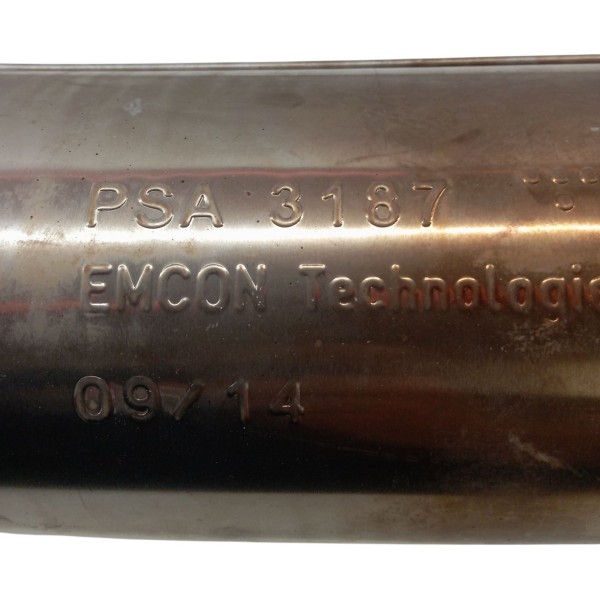 PSA 3187
EMCON Technologie
09/14